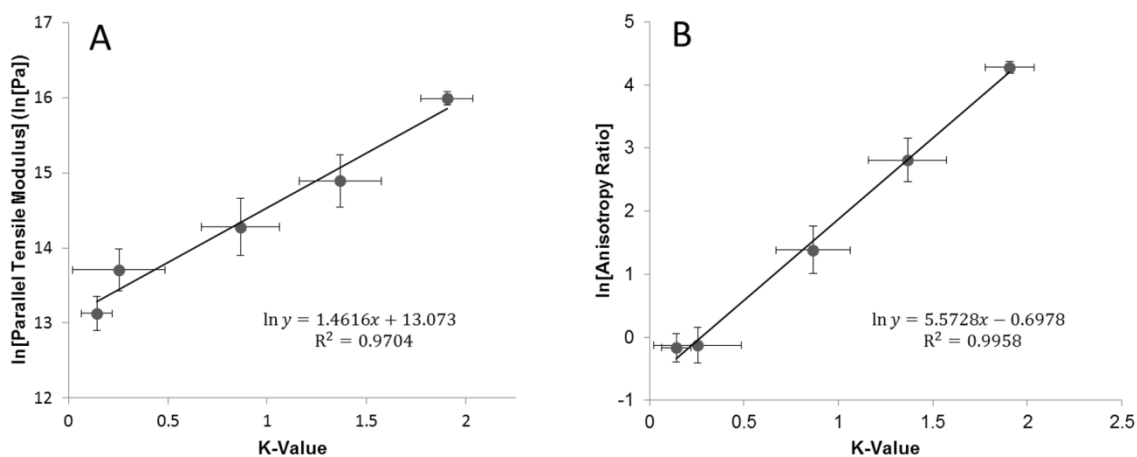 A
ln[Parallel Tensile Modulus] (ln[Pa])
17
16
15
14
13
12
ln y = 1.4616x + 13.073
R² = 0.9704
0 0.5 1 1.5 2
K-Value
B
ln[Anisotropy Ratio]
5
4
3
2
1
0
-1
ln y = 5.5728x − 0.6978
R² = 0.9958
0 0.5 1 1.5 2 2.5
K-Value